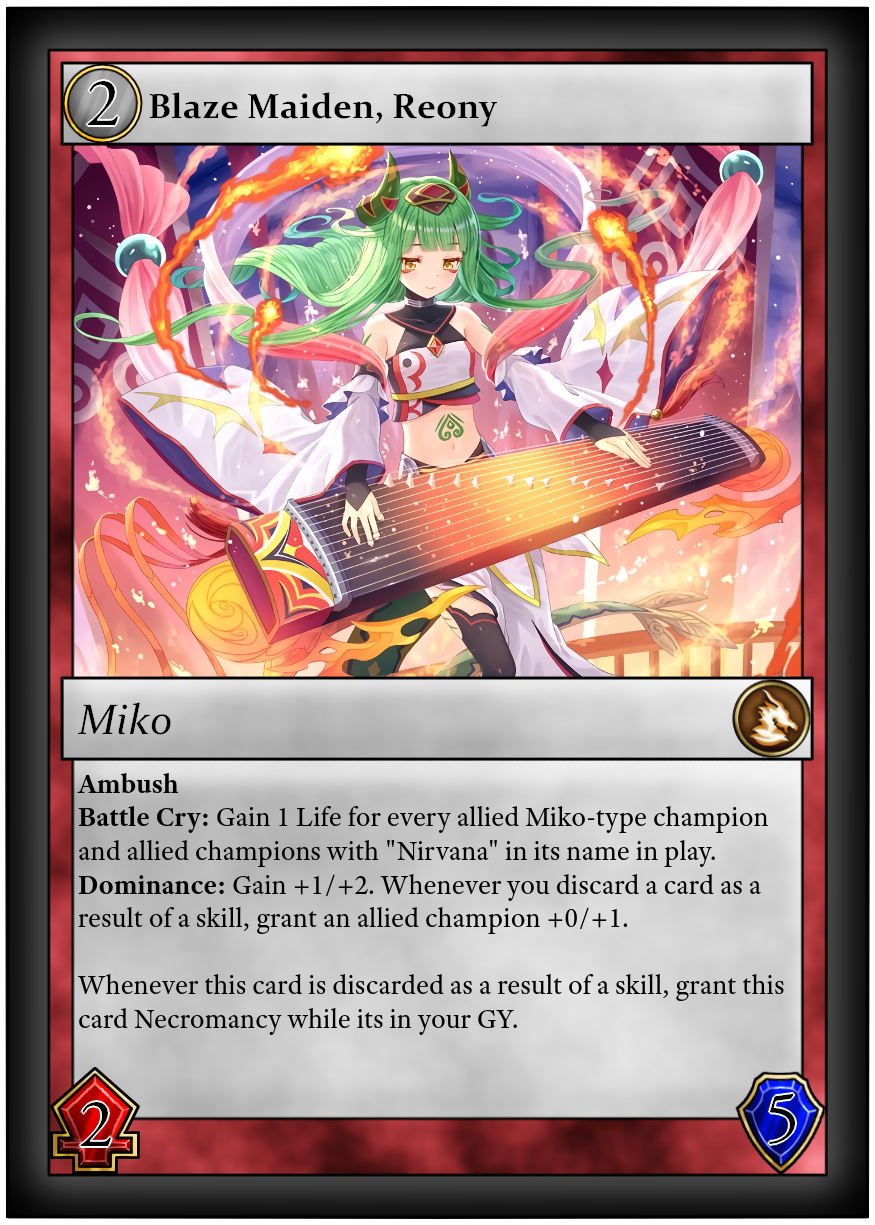 2 Blaze Maiden, Reony
Miko
Ambush
Battle Cry: Gain 1 Life for every allied Miko-type champion
and allied champions with "Nirvana" in its name in play.
Dominance: Gain +1/+2. Whenever you discard a card as a
result of a skill, grant an allied champion +0/+1.
Whenever this card is discarded as a result of a skill, grant this
card Necromancy while its in your GY.
2 5